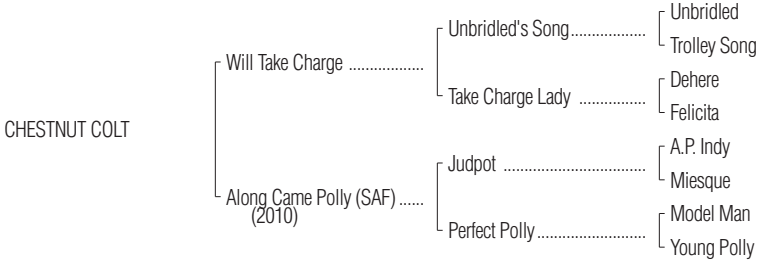 Unbridled
Unbridled's Song..................
Trolley Song
Will Take Charge ..................
Dehere
Take Charge Lady ................
Felicita
CHESTNUT COLT
A.P. Indy
Judpot ..................................
Miesque
Along Came Polly (SAF) ......
(2010)
Model Man
Perfect Polly..........................
Young Polly